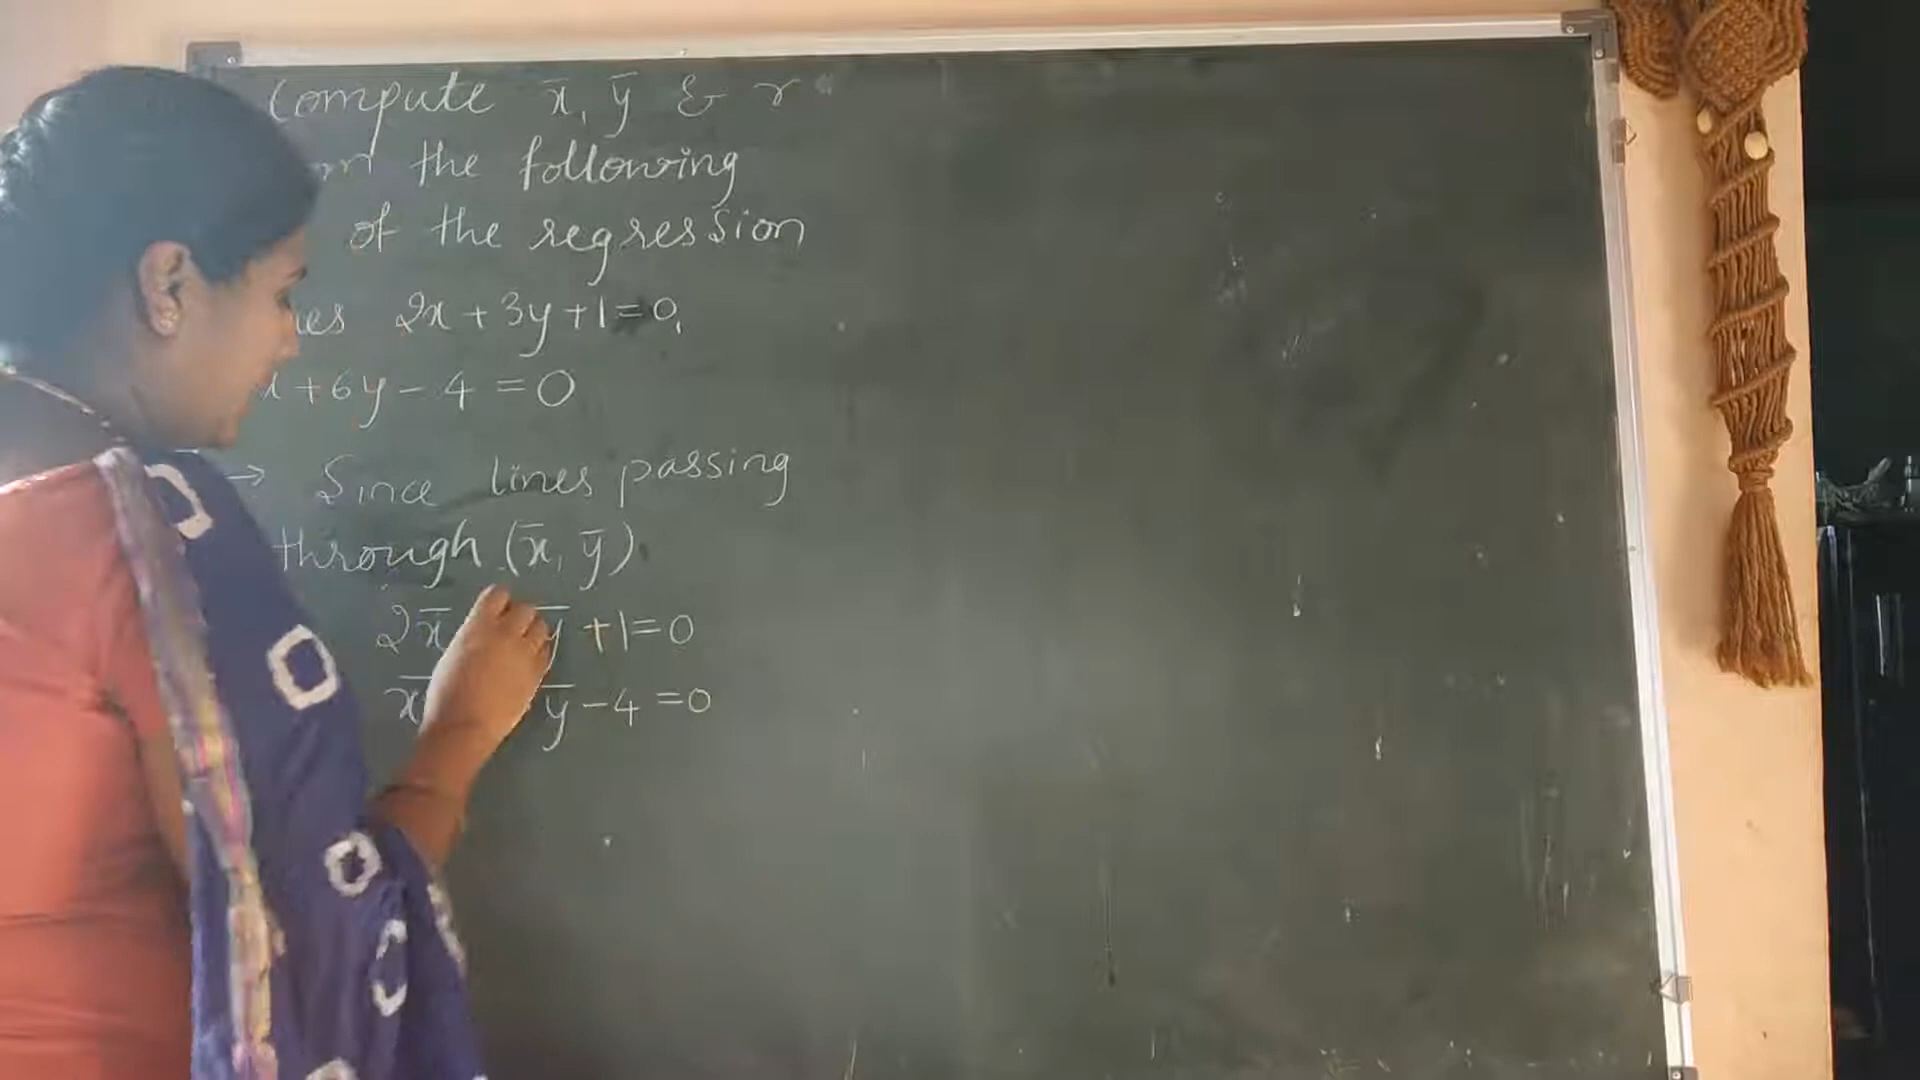 Compute x̄, ȳ & r
the following
of the regression
2x + 3y + 1 = 0,
x + 6y - 4 = 0
→ Since lines passing
through (x̄, ȳ)
2x̄ ȳ + 1 = 0
x̄ ȳ - 4 = 0